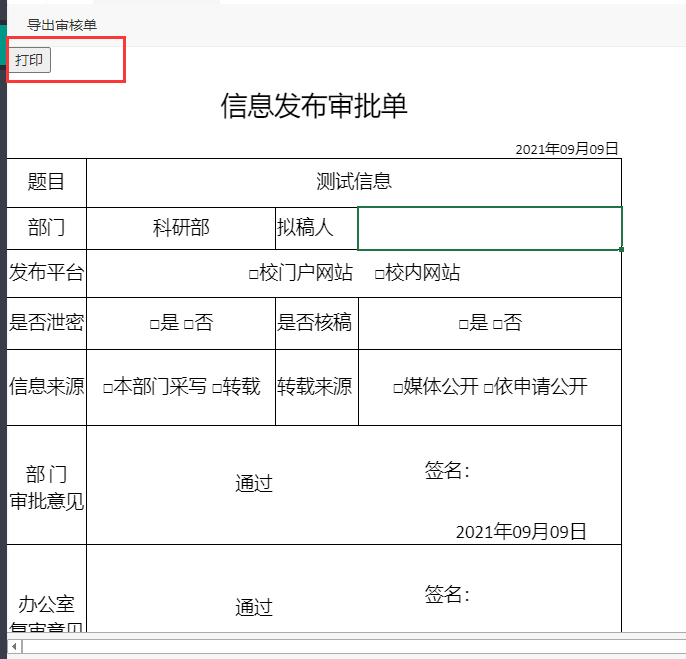 导出审核单
打印
信息发布审批单
2021年09月09日
题目 测试信息
部门 科研部 拟稿人
发布平台 □校门户网站 □校内网站
是否泄密 □是 □否 是否核稿 □是 □否
信息来源 □本部门采写 □转载 转载来源 □媒体公开 □依申请公开
部 门
审批意见 通过 签名：
2021年09月09日
办公室
复审意见 通过 签名：